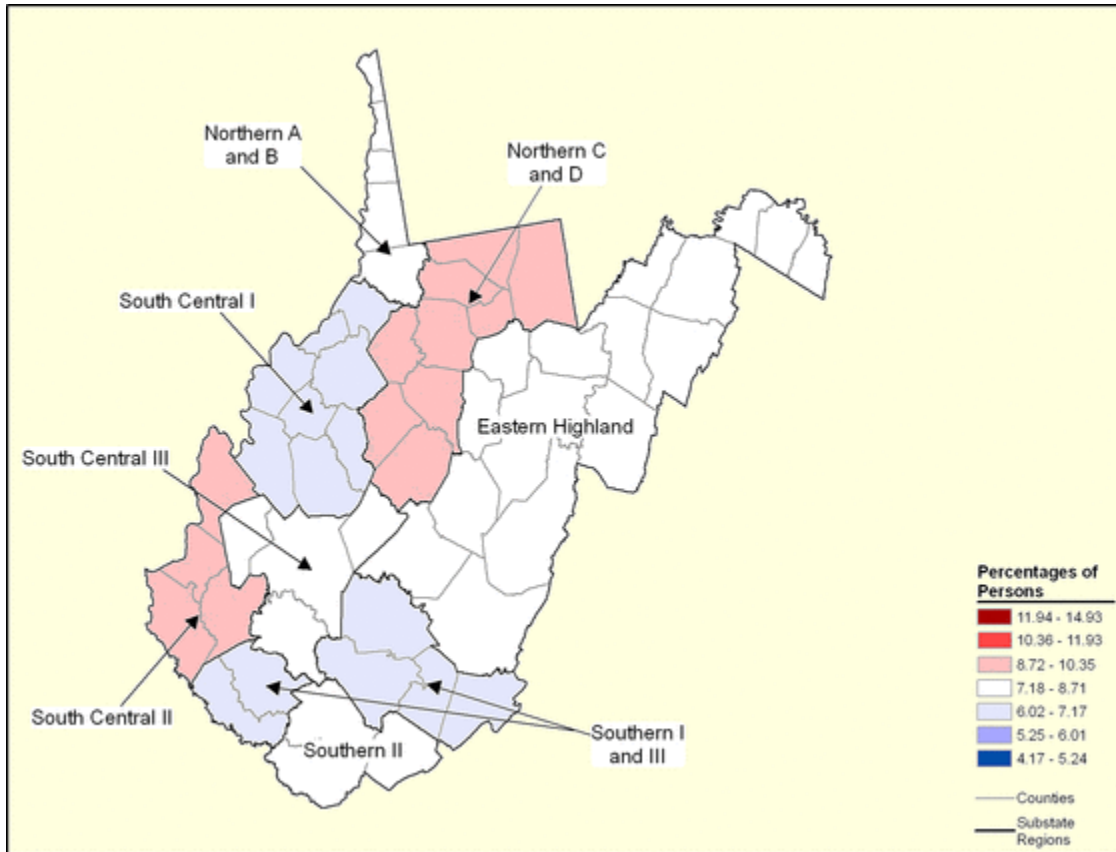 Northern A
and B
Northern C
and D
South Central I
Eastern Highland
South Central III
South Central II
Southern II
Southern I
and III
Percentages of
Persons
11.94 - 14.93
10.36 - 11.93
8.72 - 10.35
7.18 - 8.71
6.02 - 7.17
5.25 - 6.01
4.17 - 5.24
Counties
Substate
Regions